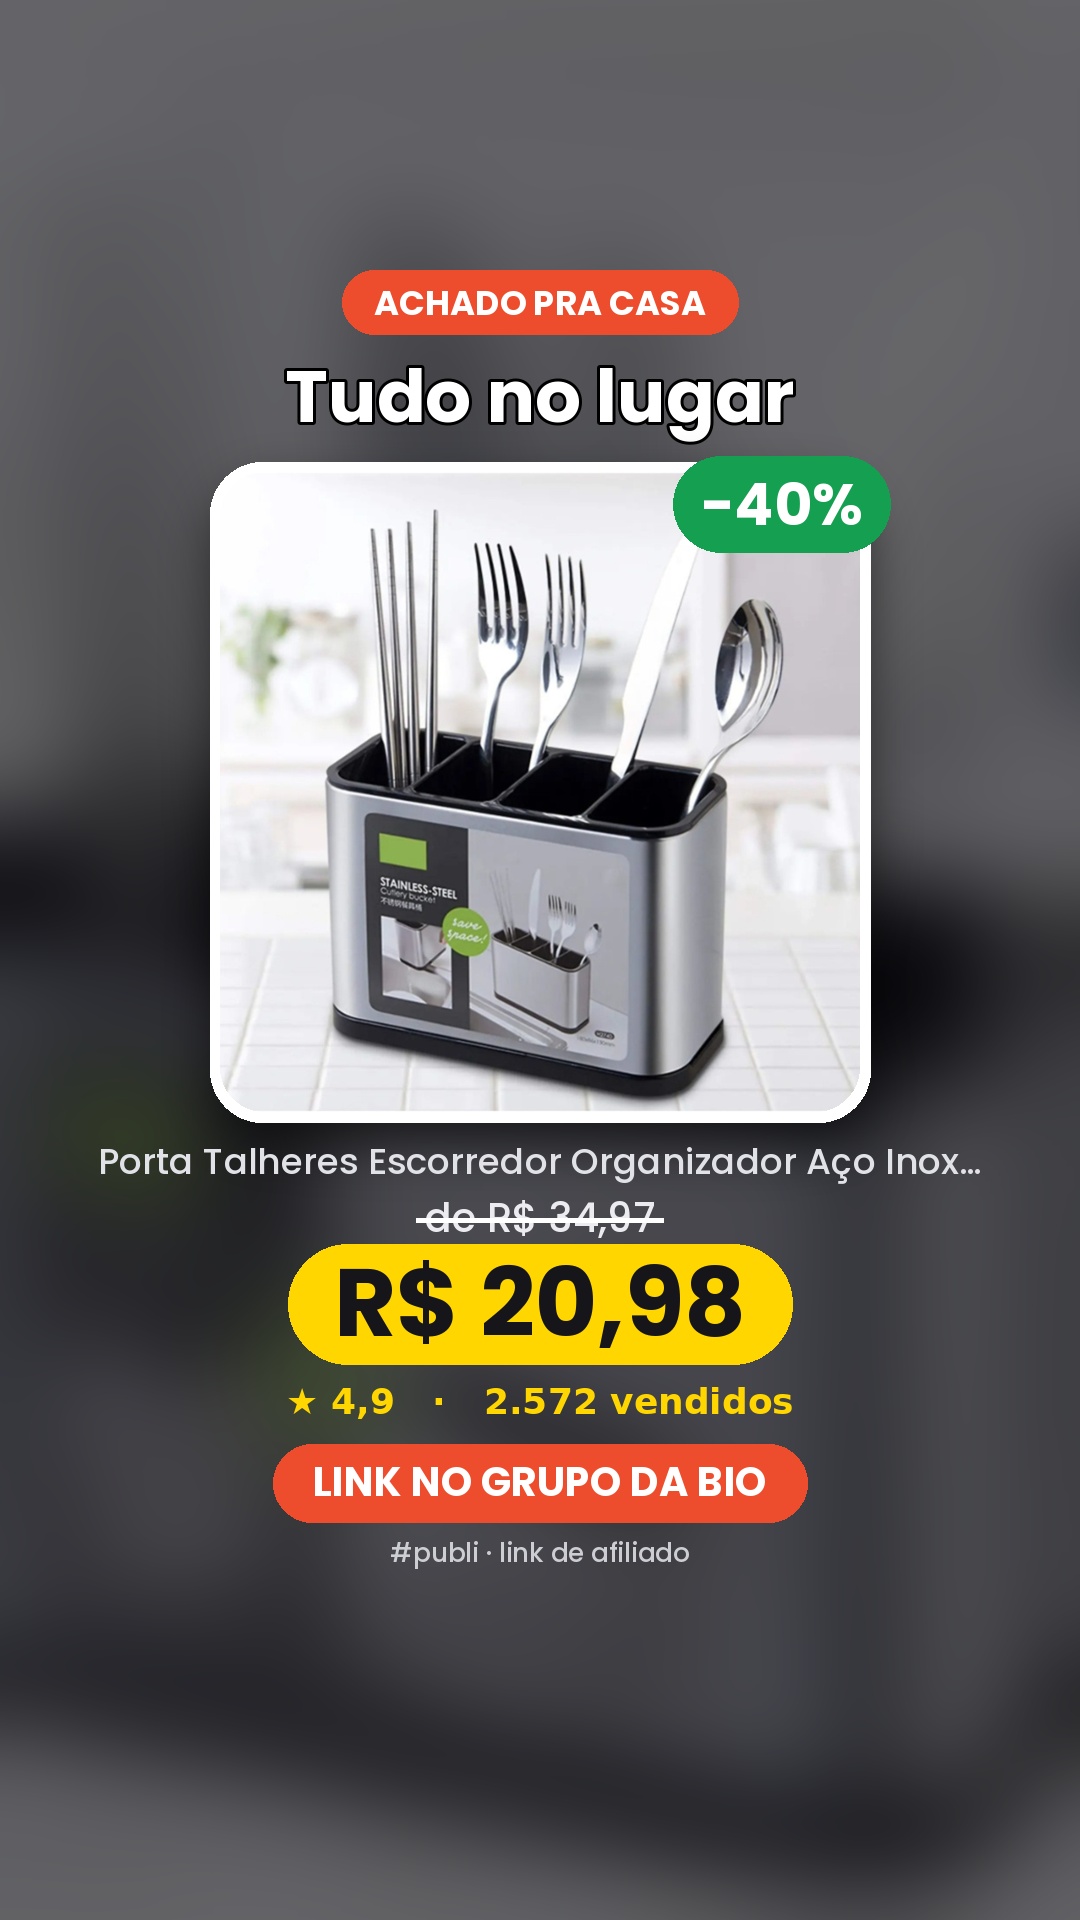 ACHADO PRA CASA
Tudo no lugar
-40%
STAINLESS-STEEL
Cutlery bucket
save
space!
Porta Talheres Escorredor Organizador Aço Inox...
de R$ 34,97
R$ 20,98
★ 4,9 · 2.572 vendidos
LINK NO GRUPO DA BIO
#publi · link de afiliado